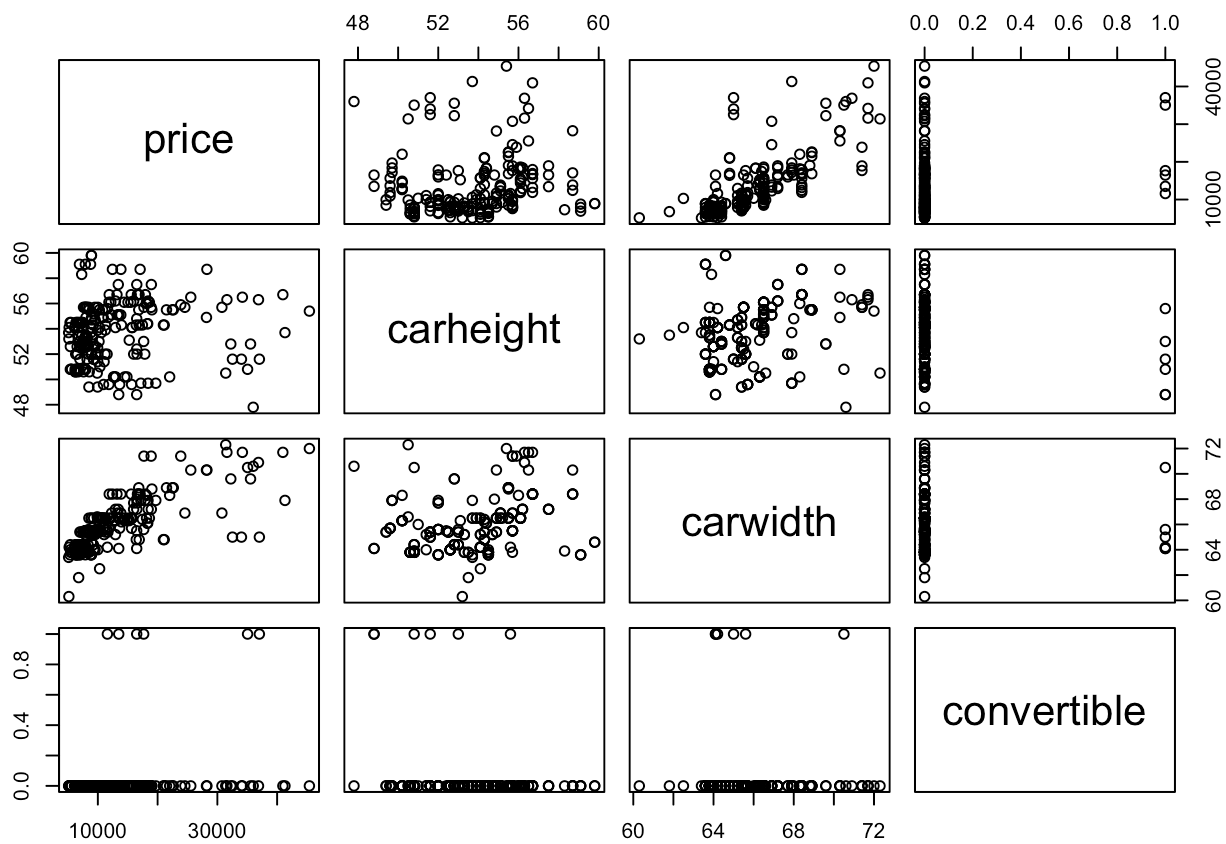 48 52 56 60 0.0 0.2 0.4 0.6 0.8 1.0
price 10000 40000
48 52 56 60 carheight
carwidth 60 64 68 72
0.0 0.4 0.8 convertible
10000 30000 60 64 68 72